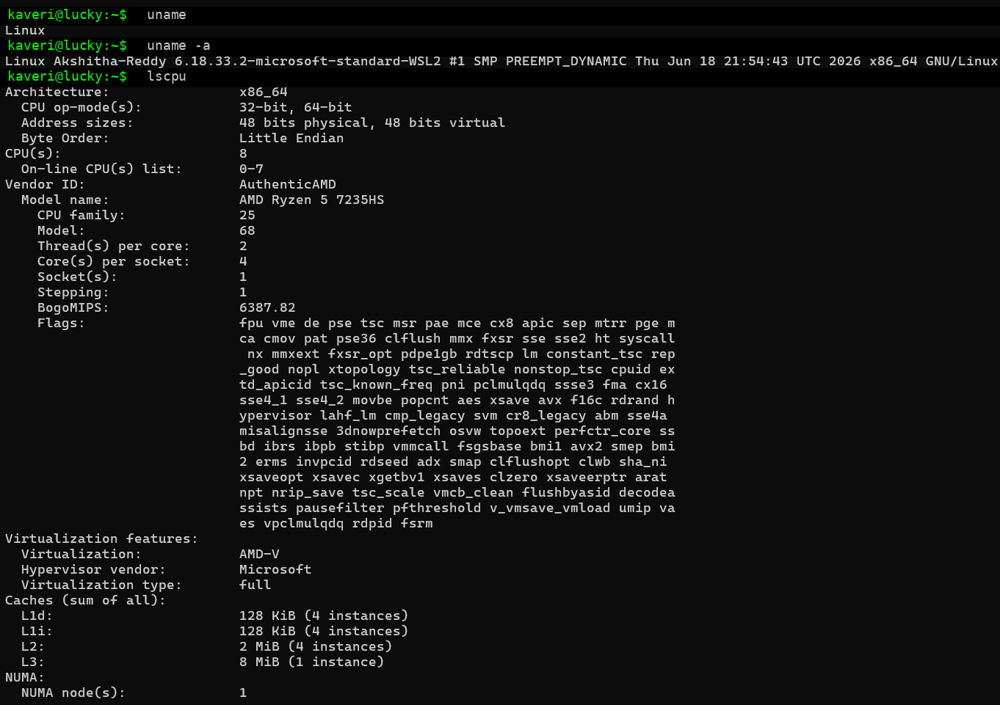 kaveri@lucky:~$ uname
Linux
kaveri@lucky:~$ uname -a
Linux Akshitha-Reddy 6.18.33.2-microsoft-standard-WSL2 #1 SMP PREEMPT_DYNAMIC Thu Jun 18 21:54:43 UTC 2026 x86_64 GNU/Linux
kaveri@lucky:~$ lscpu
Architecture: x86_64
CPU op-mode(s): 32-bit, 64-bit
Address sizes: 48 bits physical, 48 bits virtual
Byte Order: Little Endian
CPU(s): 8
On-line CPU(s) list: 0-7
Vendor ID: AuthenticAMD
Model name: AMD Ryzen 5 7235HS
CPU family: 25
Model: 68
Thread(s) per core: 2
Core(s) per socket: 4
Socket(s): 1
Stepping: 1
BogoMIPS: 6387.82
Flags: fpu vme de pse tsc msr pae mce cx8 apic sep mtrr pge m
ca cmov pat pse36 clflush mmx fxsr sse sse2 ht syscall
nx mmxext fxsr_opt pdpe1gb rdtscp lm constant_tsc rep
_good nopl xtopology tsc_reliable nonstop_tsc cpuid ex
td_apicid tsc_known_freq pni pclmulqdq ssse3 fma cx16
sse4_1 sse4_2 movbe popcnt aes xsave avx f16c rdrand h
ypervisor lahf_lm cmp_legacy svm cr8_legacy abm sse4a
misalignsse 3dnowprefetch osvw topoext perfctr_core ss
bd ibrs ibpb stibp vmmcall fsgsbase bmi1 avx2 smep bmi
2 erms invpcid rdseed adx smap clflushopt clwb sha_ni
xsaveopt xsavec xgetbv1 xsaves clzero xsaveerptr arat
npt nrip_save tsc_scale vmcb_clean flushbyasid decodea
ssists pausefilter pfthreshold v_vmsave_vmload umip va
es vpclmulqdq rdpid fsrm
Virtualization features:
Virtualization: AMD-V
Hypervisor vendor: Microsoft
Virtualization type: full
Caches (sum of all):
L1d: 128 KiB (4 instances)
L1i: 128 KiB (4 instances)
L2: 2 MiB (4 instances)
L3: 8 MiB (1 instance)
NUMA:
NUMA node(s): 1